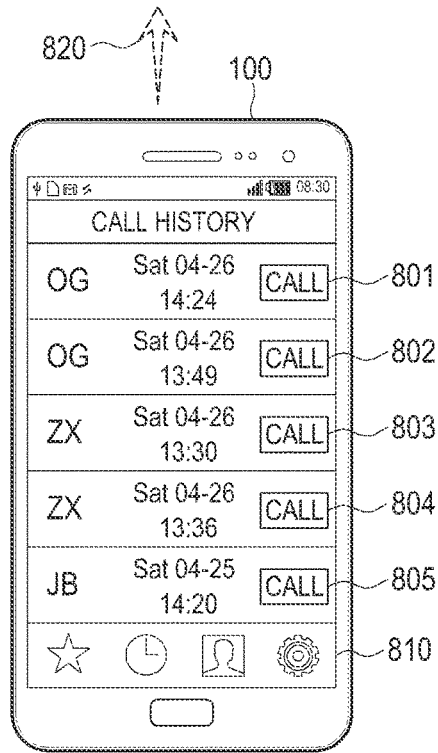 820
100
08:30
CALL HISTORY
OG Sat 04-26 14:24 CALL 801
OG Sat 04-26 13:49 CALL 802
ZX Sat 04-26 13:30 CALL 803
ZX Sat 04-26 13:36 CALL 804
JB Sat 04-25 14:20 CALL 805
810